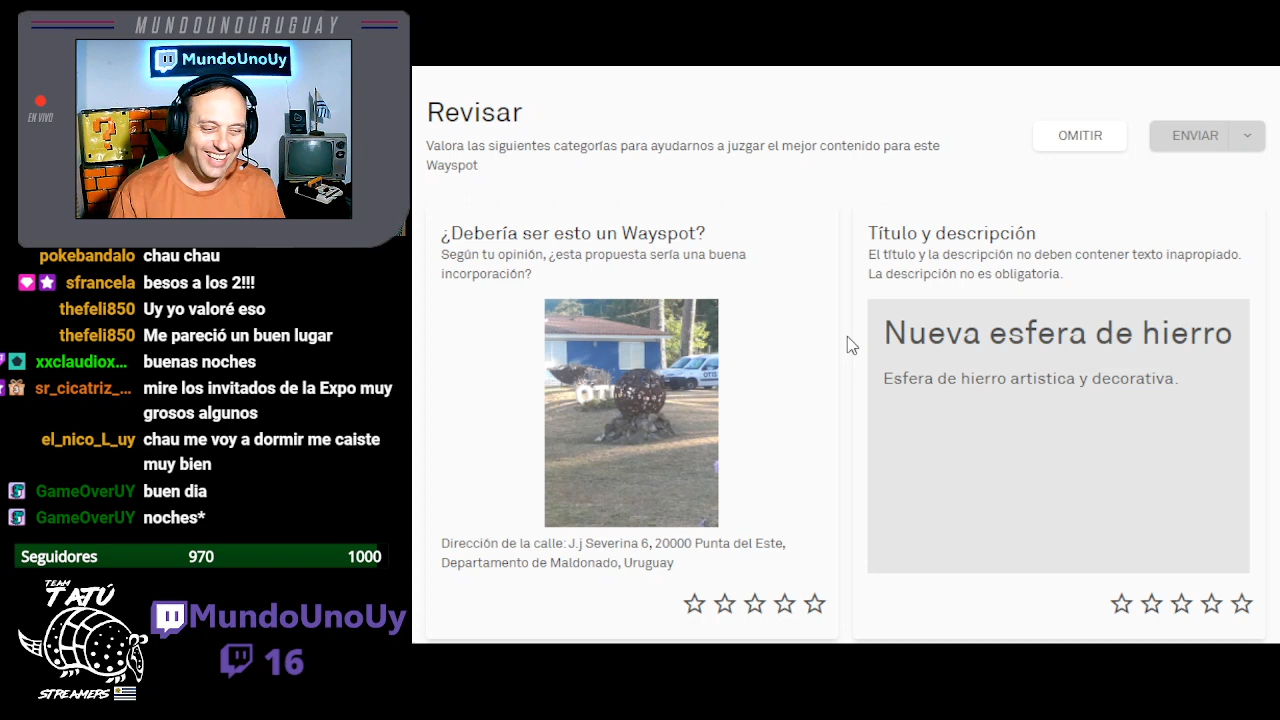 MUNDOUNOURUGUAY
MundoUnoUy
EN VIVO
pokebandalo chau chau
sfrancela besos a los 2!!!
thefeli850 Uy yo valoré eso
thefeli850 Me pareció un buen lugar
xxclaudiox... buenas noches
sr_cicatriz_... mire los invitados de la Expo muy
grosos algunos
el_nico_L_uy chau me voy a dormir me caiste
muy bien
GameOverUY buen dia
GameOverUY noches*
Seguidores 970 1000
TEAM
TATÚ
STREAMERS
MundoUnoUy
16
Revisar
Valora las siguientes categorías para ayudarnos a juzgar el mejor contenido para este
Wayspot
OMITIR
ENVIAR
¿Debería ser esto un Wayspot?
Según tu opinión, ¿esta propuesta sería una buena
incorporación?
OTI
OTIS
Dirección de la calle: J.j Severina 6, 20000 Punta del Este,
Departamento de Maldonado, Uruguay
Título y descripción
El título y la descripción no deben contener texto inapropiado.
La descripción no es obligatoria.
Nueva esfera de hierro
Esfera de hierro artistica y decorativa.